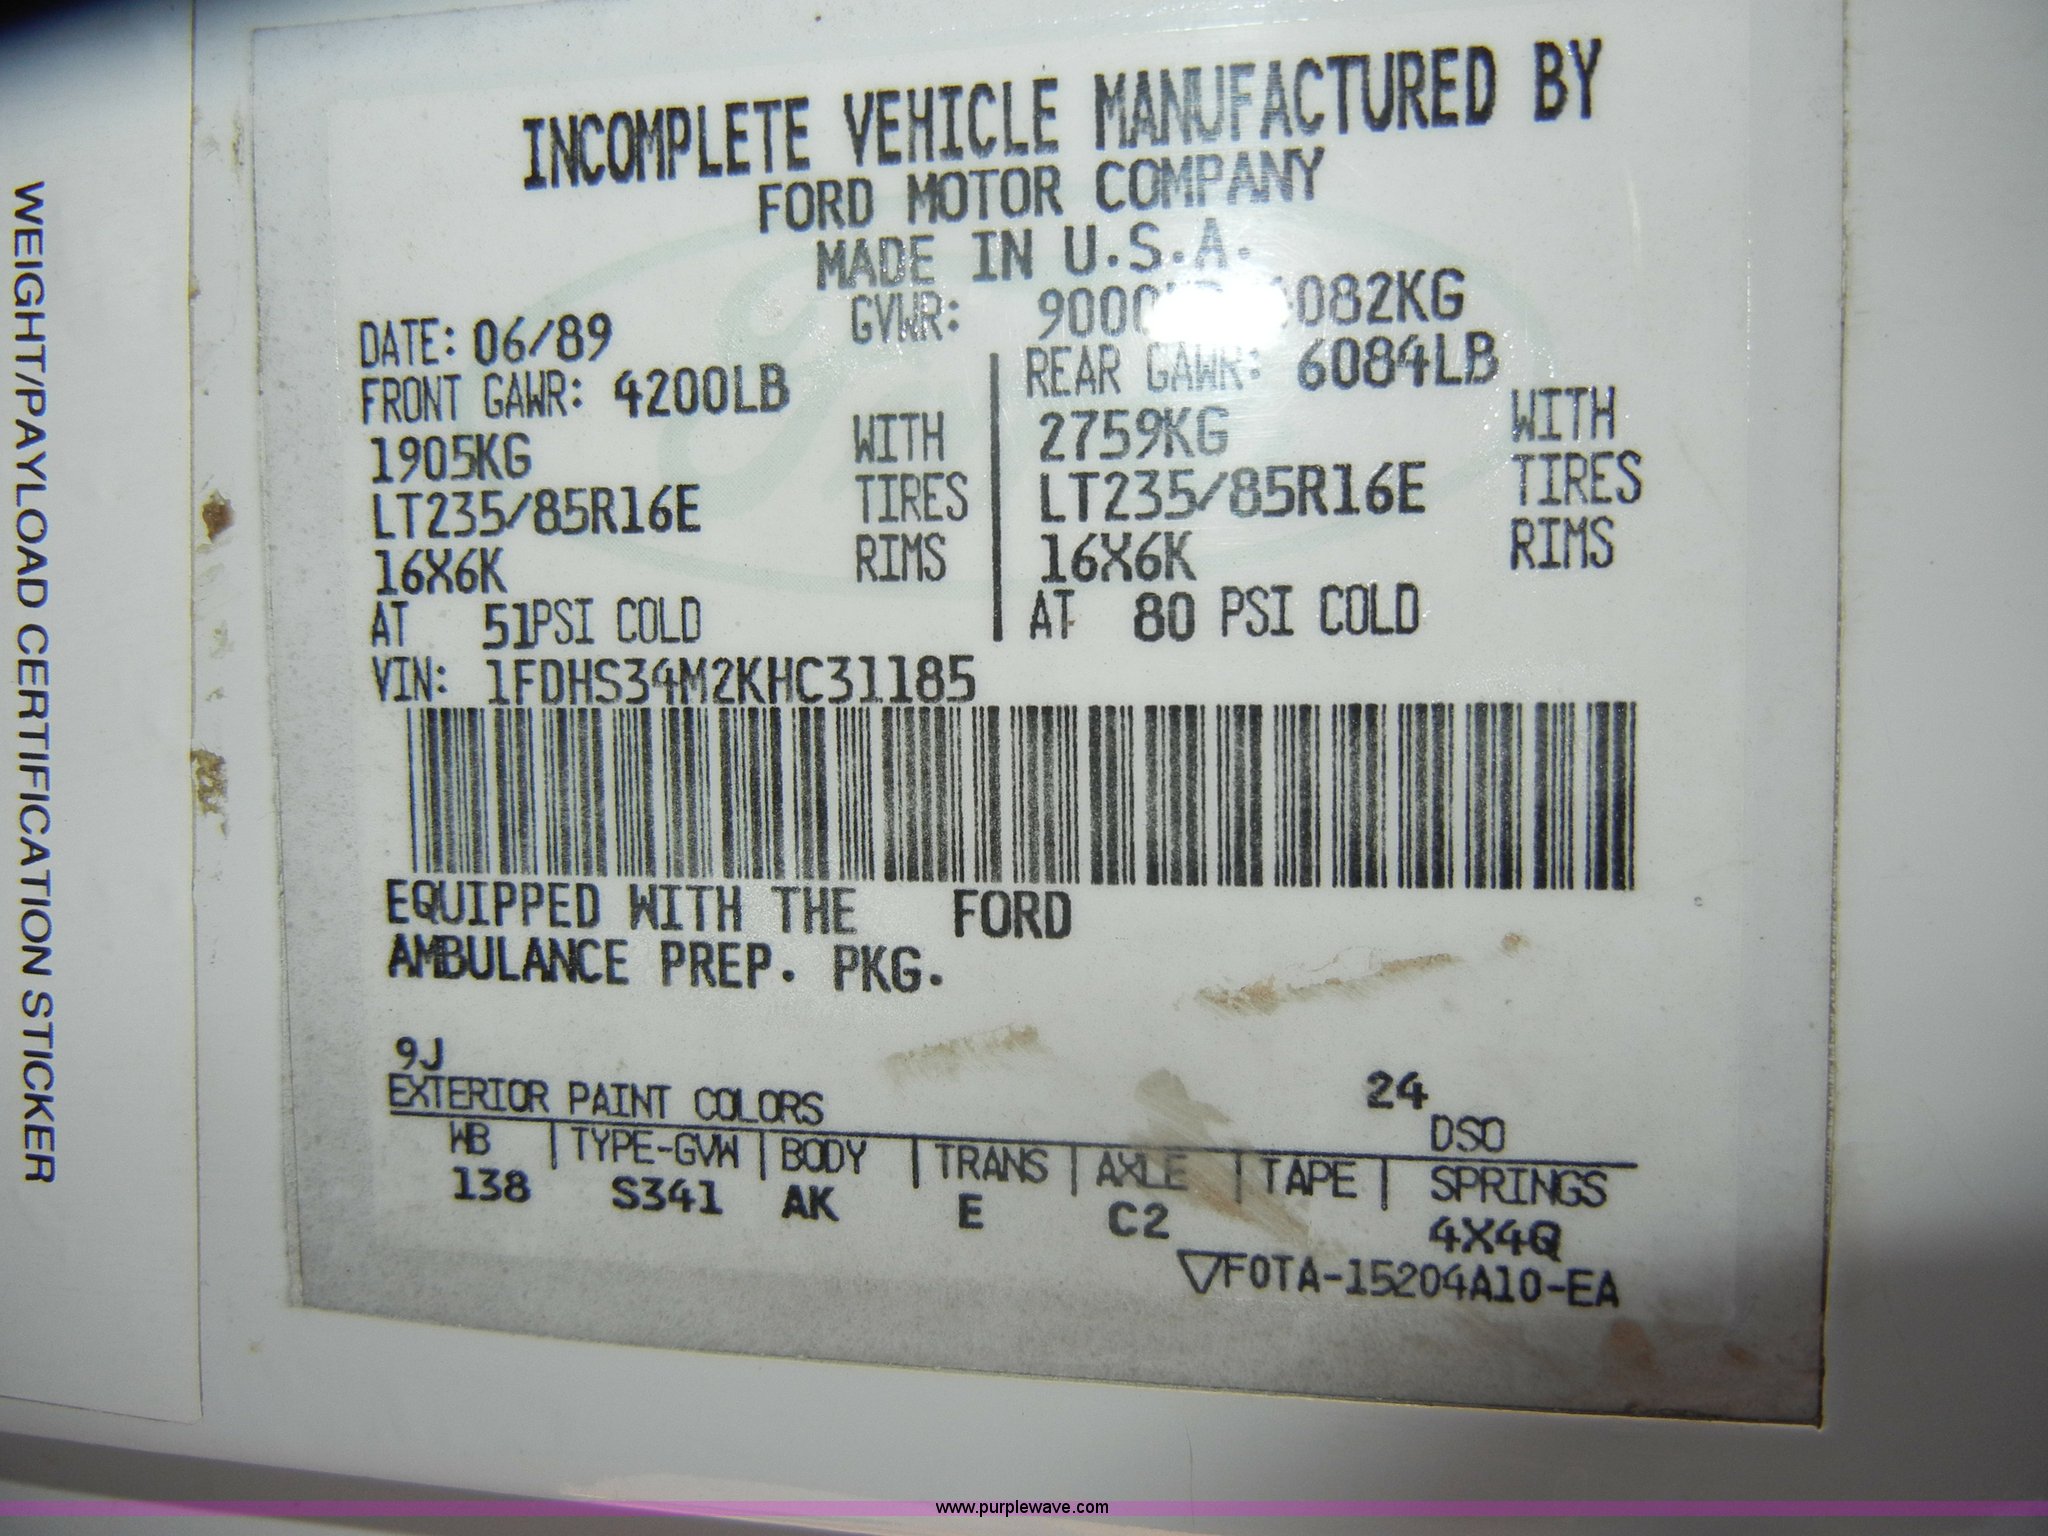 WEIGHT/PAYLOAD CERTIFICATION STICKER
INCOMPLETE VEHICLE MANUFACTURED BY
FORD MOTOR COMPANY
MADE IN U.S.A.
DATE: 06/89 GVWR: 4082KG
FRONT GAWR: 4200LB REAR GAWR: 6084LB
1905KG WITH 2759KG WITH
LT235/85R16E TIRES LT235/85R16E TIRES
16X6K RIMS 16X6K RIMS
AT 51PSI COLD AT 80 PSI COLD
VIN: 1FDHS34M2KHC31185
EQUIPPED WITH THE FORD
AMBULANCE PREP. PKG.
9J
EXTERIOR PAINT COLORS 24 DSO
WB | TYPE-GVW | BODY | TRANS | AXLE | TAPE | SPRINGS
138 S341 AK E C2 4X4Q
▽F0TA-15204A10-EA
www.purplewave.com